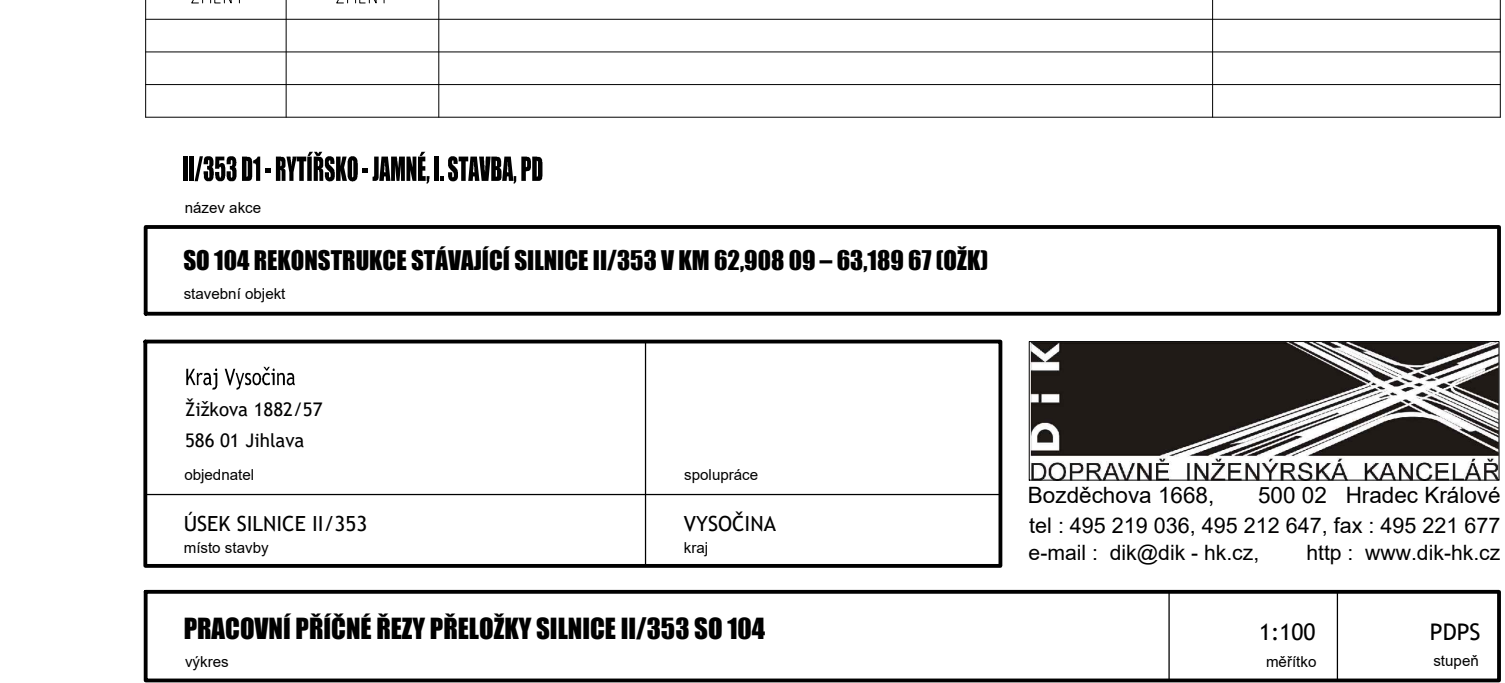 II/353 D1 - RYTÍŘSKO - JAMNÉ, I. STAVBA, PD
název akce
SO 104 REKONSTRUKCE STÁVAJÍCÍ SILNICE II/353 V KM 62,908 09 – 63,189 67 (OŽK)
stavební objekt
Kraj Vysočina
Žižkova 1882/57
586 01 Jihlava
objednatel
spolupráce
ÚSEK SILNICE II/353
místo stavby
VYSOČINA
kraj
DiK
DOPRAVNĚ INŽENÝRSKÁ KANCELÁŘ
Bozděchova 1668, 500 02 Hradec Králové
tel : 495 219 036, 495 212 647, fax : 495 221 677
e-mail : dik@dik - hk.cz, http : www.dik-hk.cz
PRACOVNÍ PŘÍČNÉ ŘEZY PŘELOŽKY SILNICE II/353 SO 104
výkres
1:100
měřítko
PDPS
stupeň